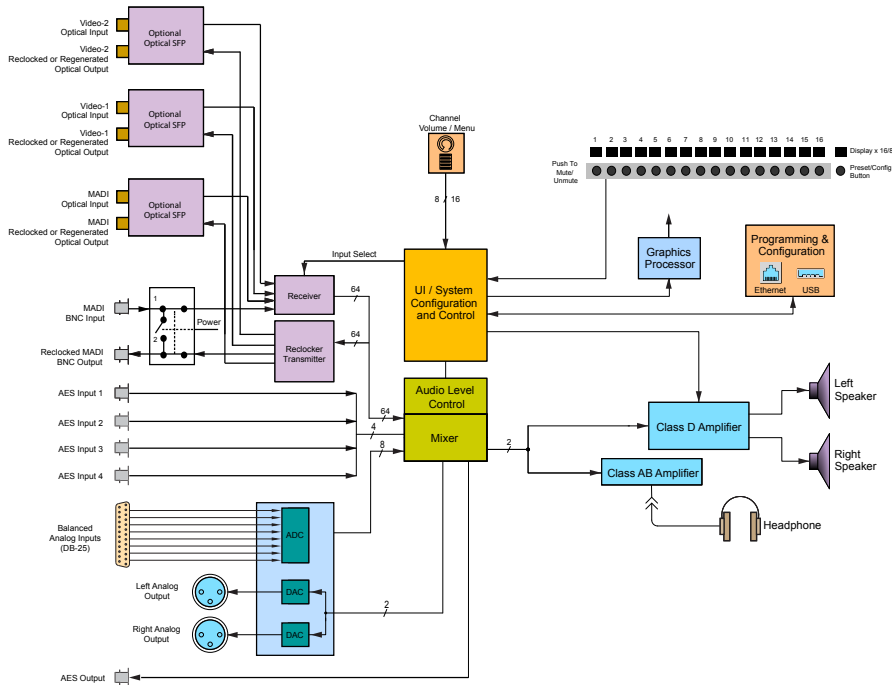 Video-2
Optical Input
Video-2
Reclocked or Regenerated
Optical Output
Optional
Optical SFP
Video-1
Optical Input
Video-1
Reclocked or Regenerated
Optical Output
Optional
Optical SFP
MADI
Optical Input
MADI
Reclocked or Regenerated
Optical Output
Optional
Optical SFP
Channel
Volume / Menu
8
16
1 2 3 4 5 6 7 8 9 10 11 12 13 14 15 16
Display x 16/8
Push To
Mute/
Unmute
Preset/Config
Button
Input Select
UI / System
Configuration
and Control
Graphics
Processor
Programming &
Configuration
Ethernet
USB
MADI
BNC Input
1
2
Power
Receiver
64
Reclocked MADI
BNC Output
Reclocker
Transmitter
64
AES Input 1
AES Input 2
AES Input 3
AES Input 4
64
4
8
Audio Level
Control
Mixer
2
Class D Amplifier
Class AB Amplifier
Left
Speaker
Right
Speaker
Headphone
Balanced
Analog Inputs
(DB-25)
ADC
Left Analog
Output
DAC
2
Right Analog
Output
DAC
AES Output